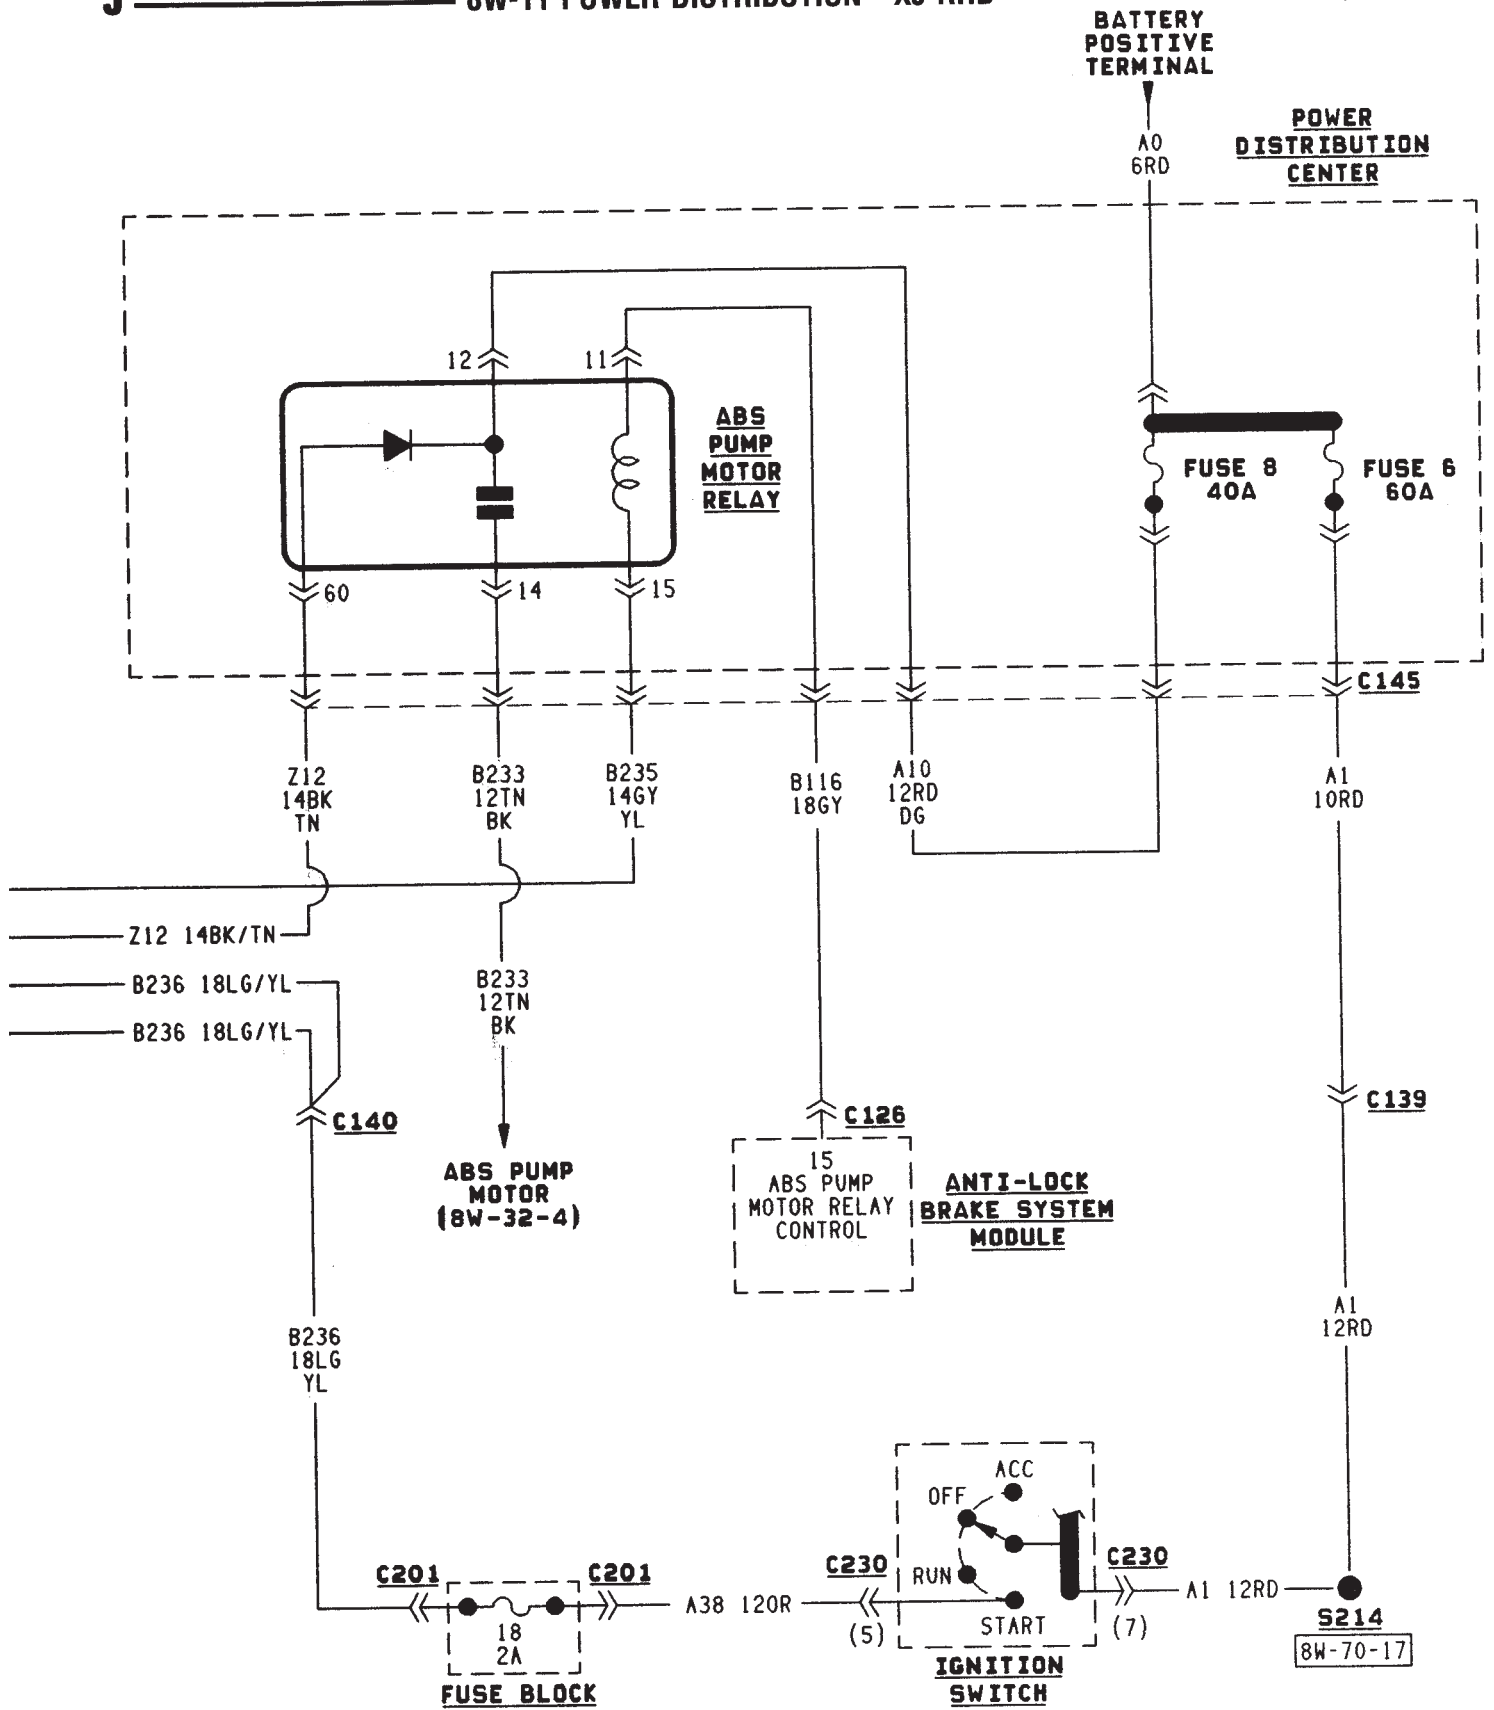 J 8W-11 POWER DISTRIBUTION—XJ-RHD
BATTERY
POSITIVE
TERMINAL
POWER
DISTRIBUTION
CENTER
A0
6RD
12
11
ABS
PUMP
MOTOR
RELAY
FUSE 8
40A
FUSE 6
60A
60
14
15
C145
Z12
14BK
TN
B233
12TN
BK
B235
14GY
YL
B116
18GY
A10
12RD
DG
A1
10RD
Z12 14BK/TN
B236 18LG/YL
B236 18LG/YL
B233
12TN
BK
C140
C126
C139
ABS PUMP
MOTOR
(8W-32-4)
15
ABS PUMP
MOTOR RELAY
CONTROL
ANTI-LOCK
BRAKE SYSTEM
MODULE
B236
18LG
YL
A1
12RD
ACC
OFF
RUN
START
C201
C201
C230
C230
A38 12OR
A1 12RD
(5)
(7)
18
2A
S214
8W-70-17
FUSE BLOCK
IGNITION
SWITCH